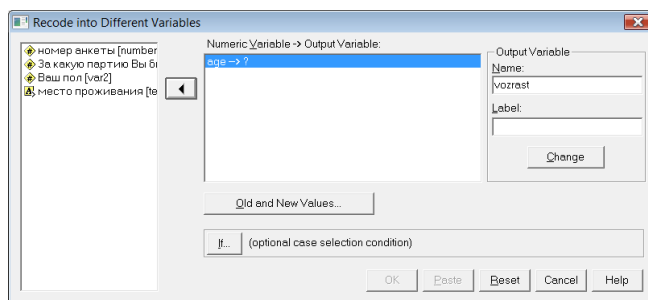 Recode into Different Variables
номер анкеты [number
За какую партию Вы бы
Ваш пол [var2]
место проживания [te
Numeric Variable -> Output Variable:
age --> ?
Output Variable
Name:
vozrast
Label:
Change
Old and New Values...
If... (optional case selection condition)
OK Paste Reset Cancel Help